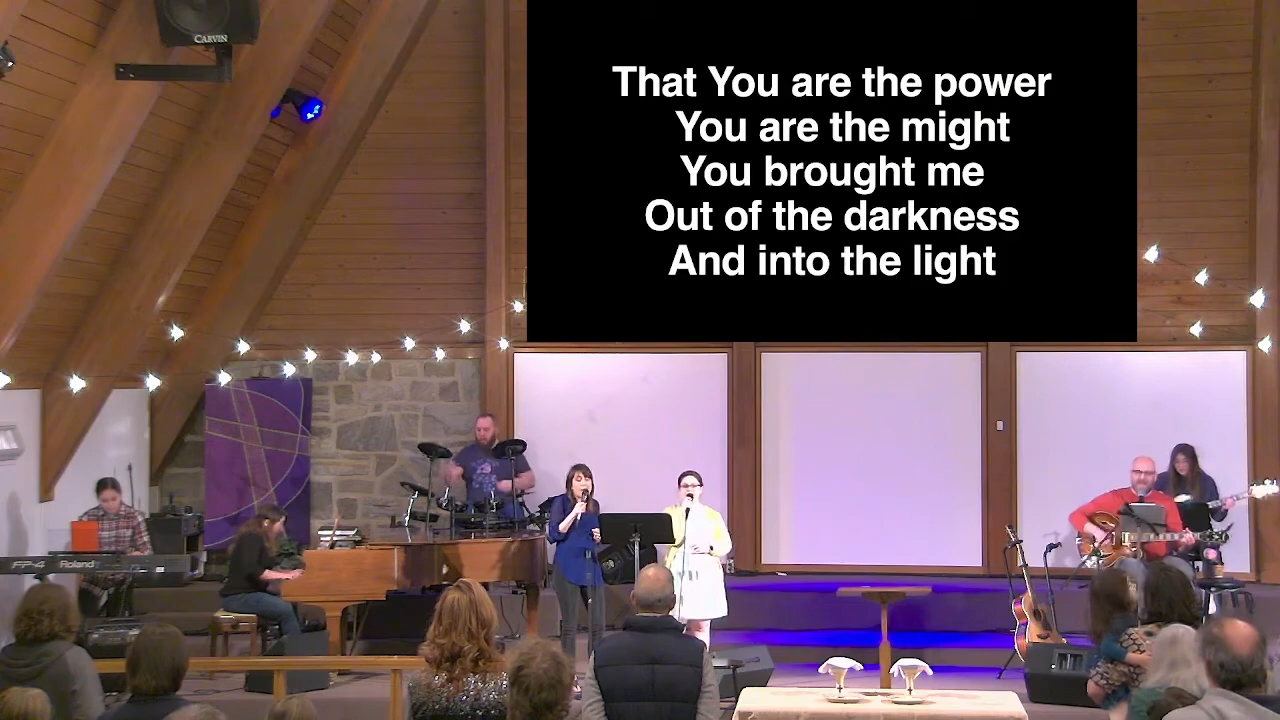 CARVIN
That You are the power
You are the might
You brought me
Out of the darkness
And into the light
FP-4 Roland